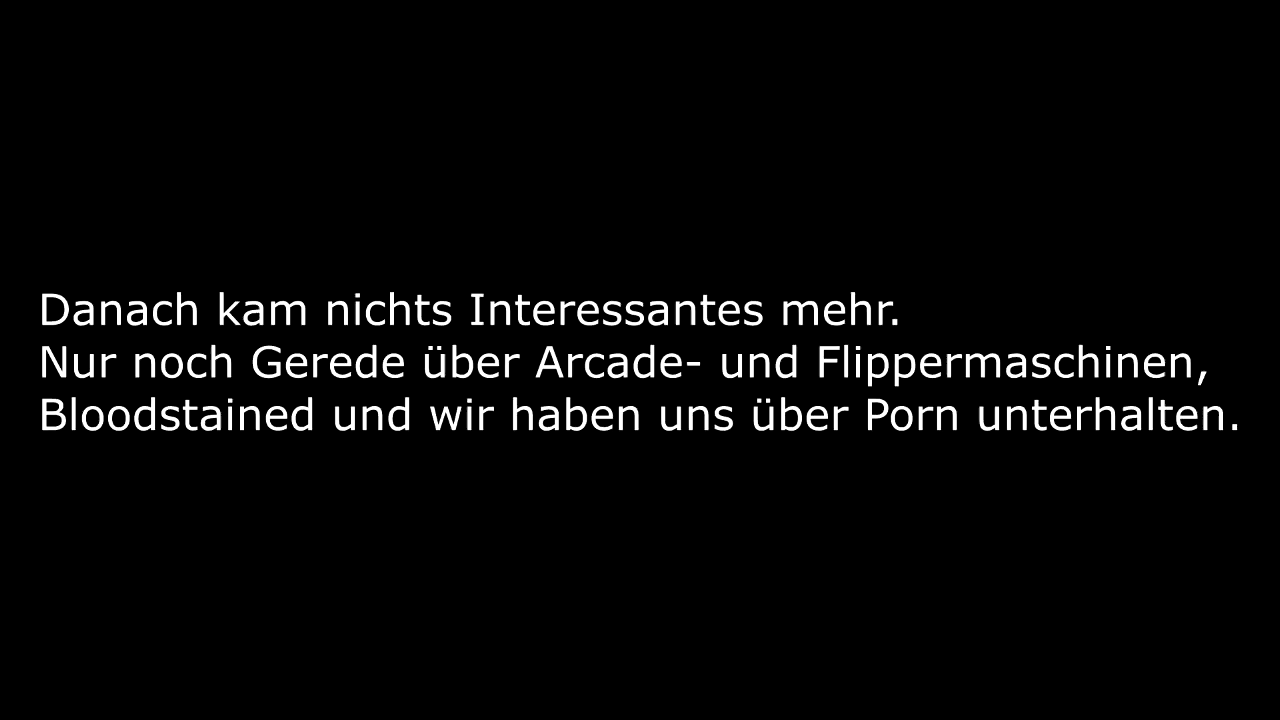 Danach kam nichts Interessantes mehr.
Nur noch Gerede über Arcade- und Flippermaschinen,
Bloodstained und wir haben uns über Porn unterhalten.